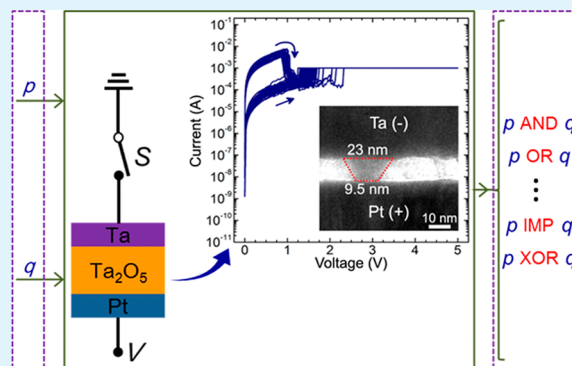 p
q
S
Ta
Ta2O5
Pt
V
Current (A)
10-1
10-2
10-3
10-4
10-5
10-6
10-7
10-8
10-9
10-10
10-11
0 1 2 3 4 5
Voltage (V)
Ta (-)
23 nm
9.5 nm
Pt (+)
10 nm
p AND q
p OR q
p IMP q
p XOR q